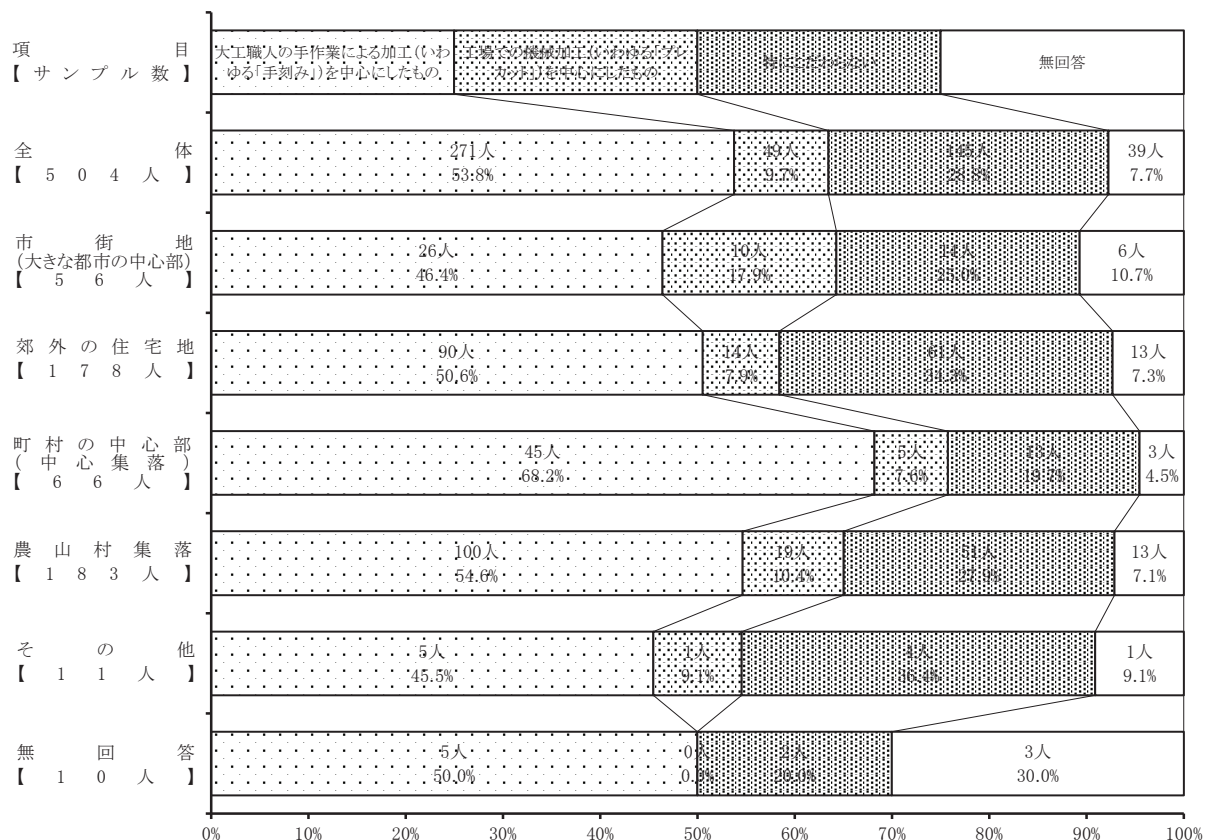 項目
【サンプル数】
大工職人の手作業による加工(いわ
ゆる「手刻み」)を中心にしたもの
工場での機械加工(いわゆる「プレ
カット」)を中心にしたもの
無回答
全体
【504人】
271人
53.8%
49人
9.7%
145人
28.8%
39人
7.7%
市街地
(大きな都市の中心部)
【56人】
26人
46.4%
10人
17.9%
14人
25.0%
6人
10.7%
郊外の住宅地
【178人】
90人
50.6%
14人
7.9%
61人
34.3%
13人
7.3%
町村の中心部
(中心集落)
【66人】
45人
68.2%
5人
7.6%
13人
19.7%
3人
4.5%
農山村集落
【183人】
100人
54.6%
19人
10.4%
51人
27.9%
13人
7.1%
その他
【11人】
5人
45.5%
1人
9.1%
4人
36.4%
1人
9.1%
無回答
【10人】
5人
50.0%
0人
0.0%
2人
20.0%
3人
30.0%
0% 10% 20% 30% 40% 50% 60% 70% 80% 90% 100%